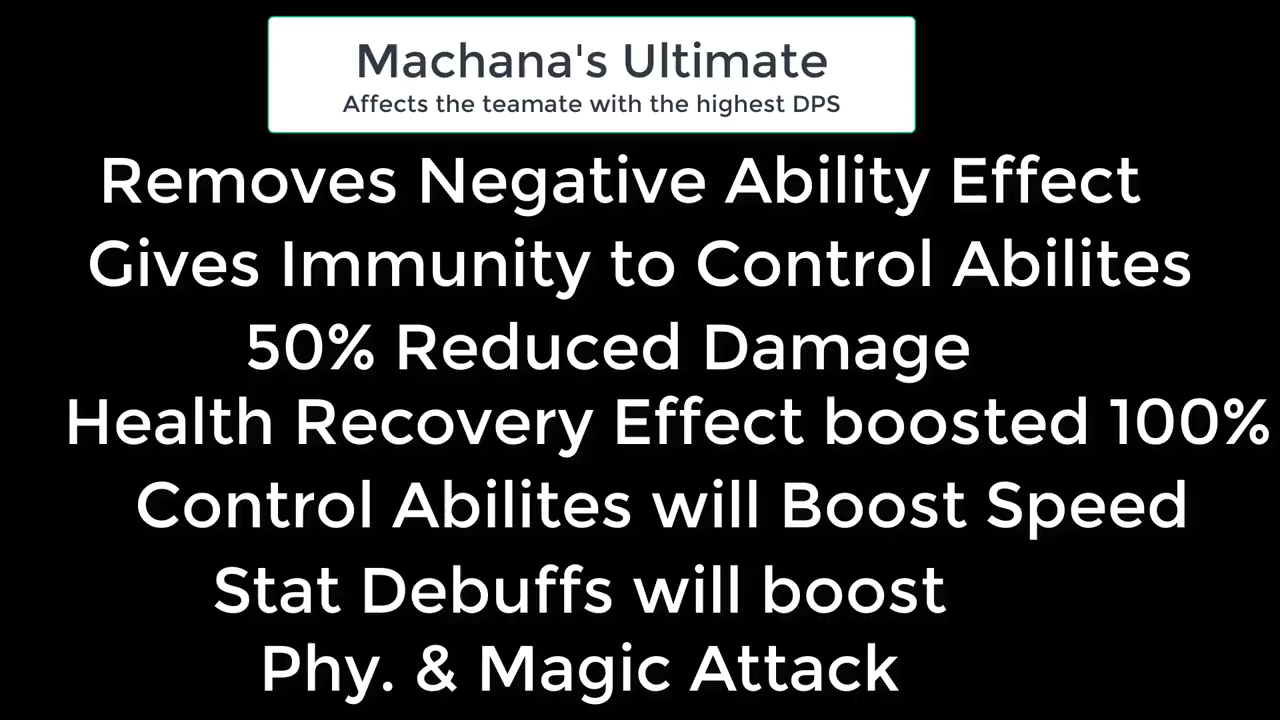 Machana's Ultimate
Affects the teamate with the highest DPS
Removes Negative Ability Effect
Gives Immunity to Control Abilites
50% Reduced Damage
Health Recovery Effect boosted 100%
Control Abilites will Boost Speed
Stat Debuffs will boost
Phy. & Magic Attack